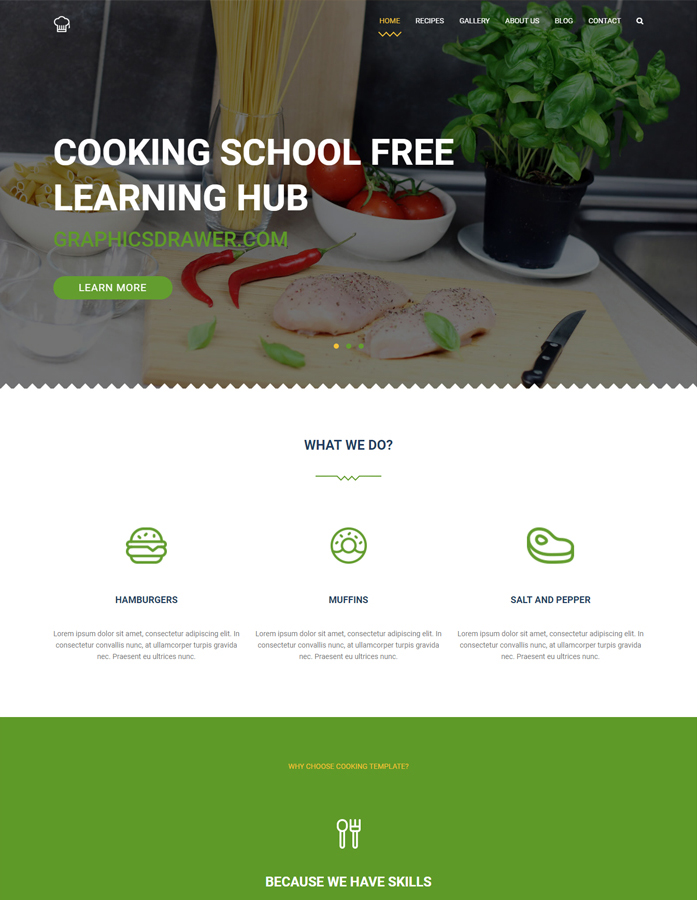 HOME RECIPES GALLERY ABOUT US BLOG CONTACT
COOKING SCHOOL FREE
LEARNING HUB
GRAPHICSDRAWER.COM
LEARN MORE
WHAT WE DO?
HAMBURGERS
Lorem ipsum dolor sit amet, consectetur adipiscing elit. In
consectetur convallis nunc, at ullamcorper turpis gravida
nec. Praesent eu ultrices nunc.
MUFFINS
Lorem ipsum dolor sit amet, consectetur adipiscing elit. In
consectetur convallis nunc, at ullamcorper turpis gravida
nec. Praesent eu ultrices nunc.
SALT AND PEPPER
Lorem ipsum dolor sit amet, consectetur adipiscing elit. In
consectetur convallis nunc, at ullamcorper turpis gravida
nec. Praesent eu ultrices nunc.
WHY CHOOSE COOKING TEMPLATE?
BECAUSE WE HAVE SKILLS